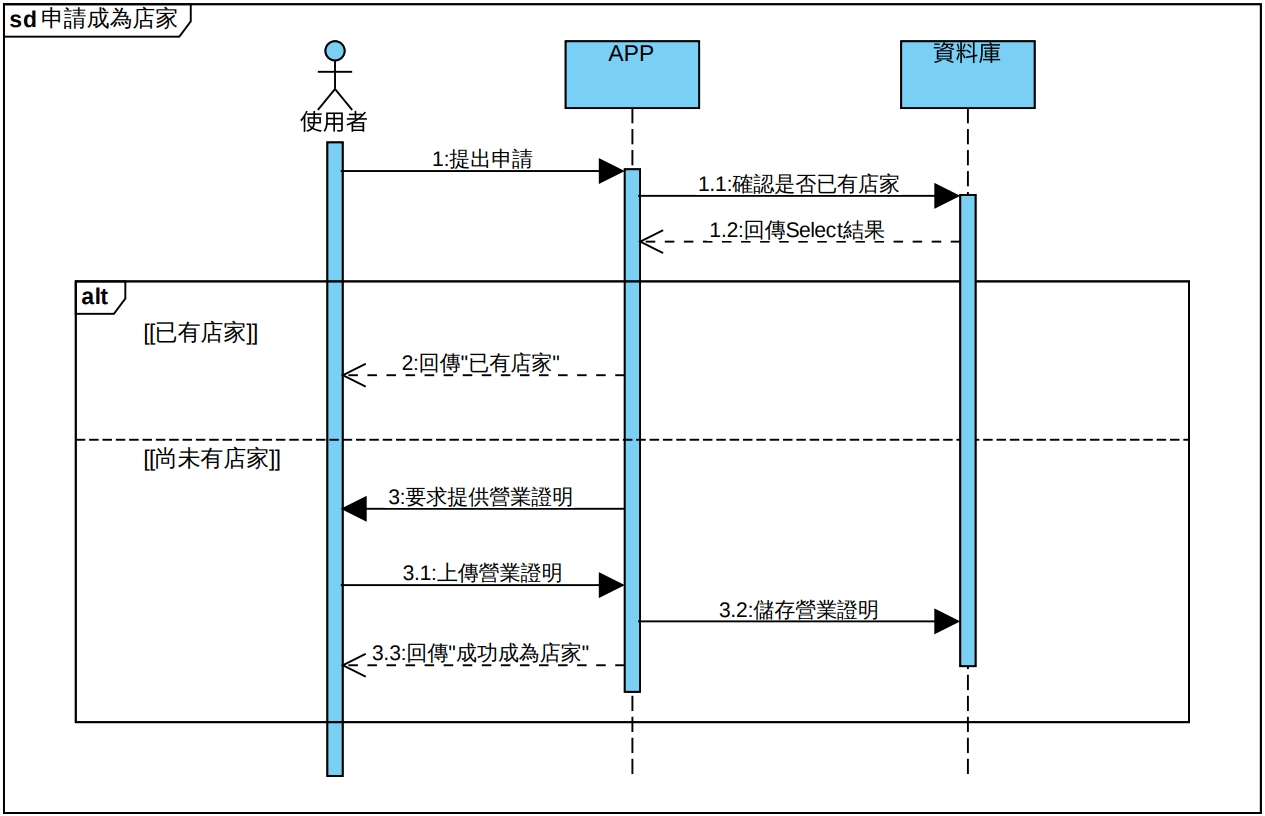 sd 申請成為店家
APP
資料庫
使用者
1:提出申請
1.1:確認是否已有店家
1.2:回傳Select結果
alt
[[已有店家]]
2:回傳"已有店家"
[[尚未有店家]]
3:要求提供營業證明
3.1:上傳營業證明
3.2:儲存營業證明
3.3:回傳"成功成為店家"